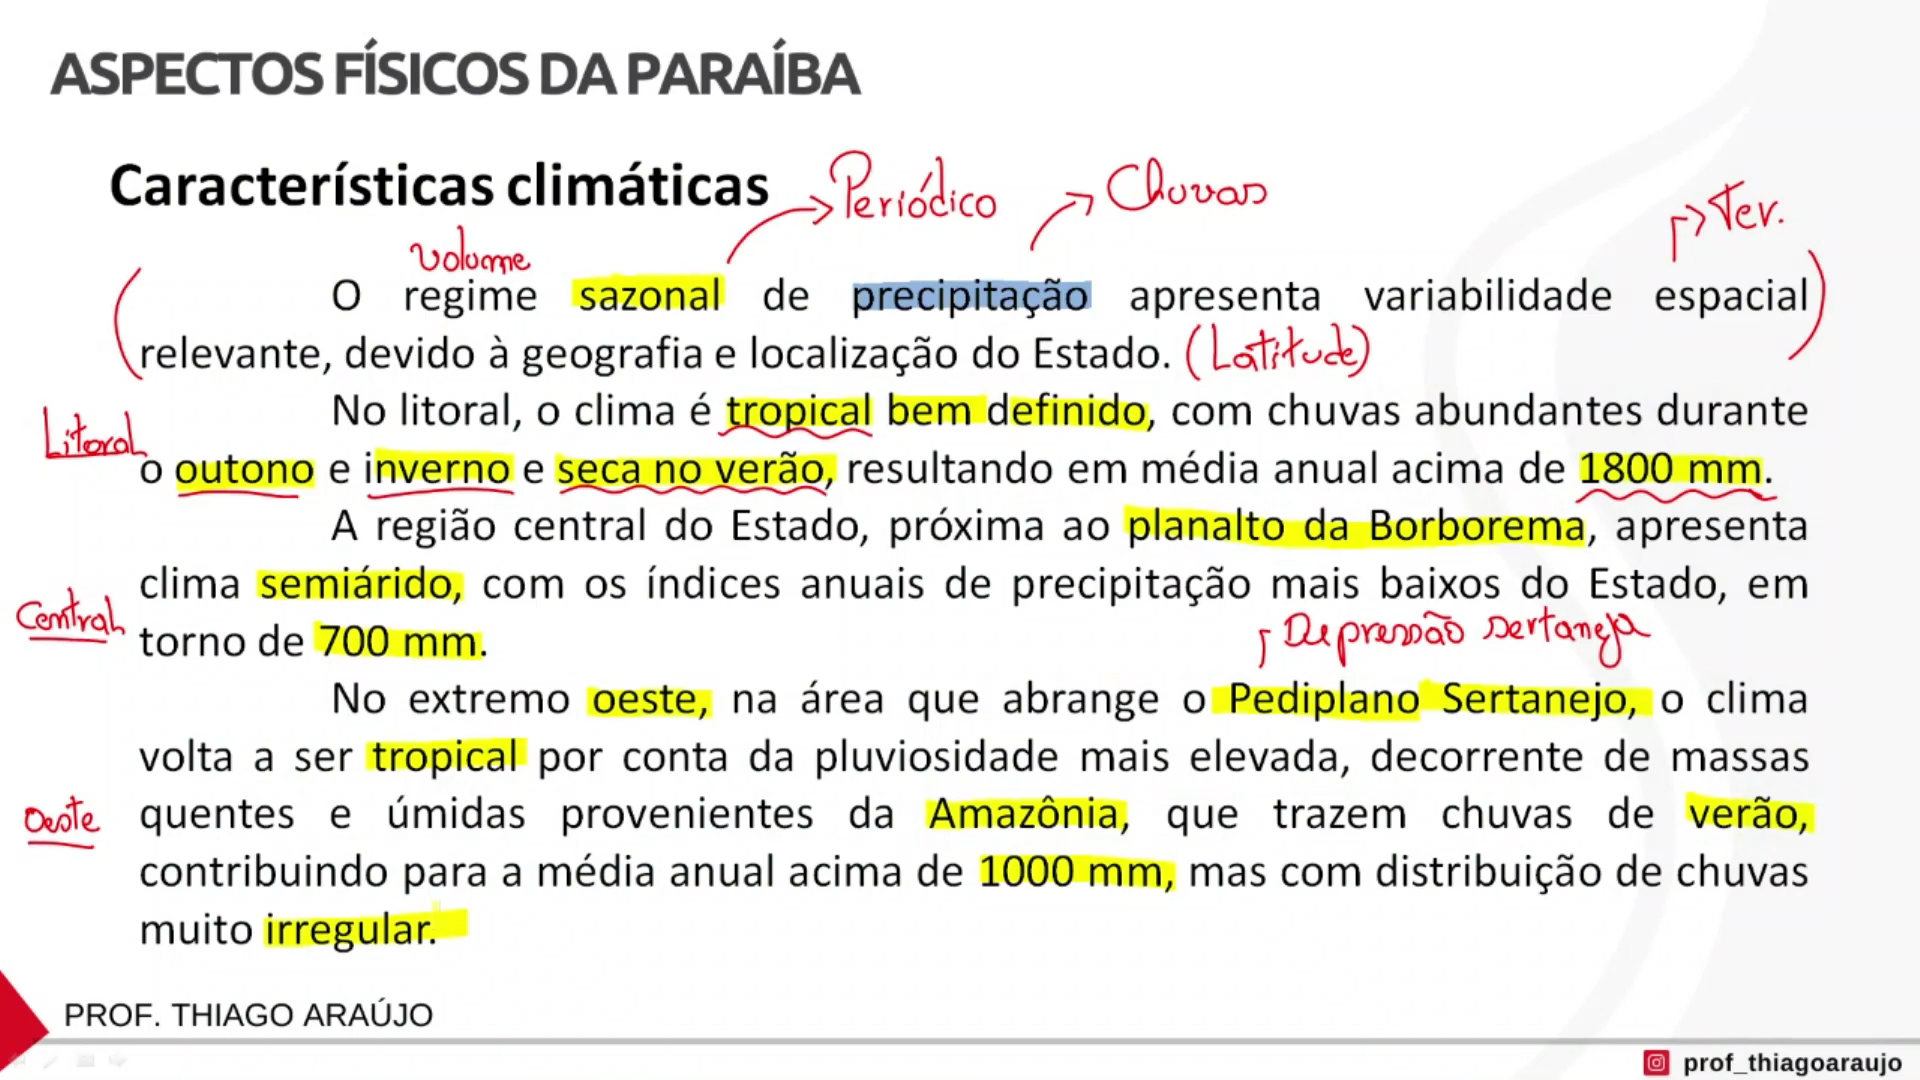 ASPECTOS FÍSICOS DA PARAÍBA
Características climáticas
Periódico
Chuvas
Ter.
volume
O regime sazonal de precipitação apresenta variabilidade espacial
relevante, devido à geografia e localização do Estado. (Latitude)
No litoral, o clima é tropical bem definido, com chuvas abundantes durante
Litoral
o outono e inverno e seca no verão, resultando em média anual acima de 1800 mm.
A região central do Estado, próxima ao planalto da Borborema, apresenta
clima semiárido, com os índices anuais de precipitação mais baixos do Estado, em
Central
torno de 700 mm.
Depressão sertaneja
No extremo oeste, na área que abrange o Pediplano Sertanejo, o clima
volta a ser tropical por conta da pluviosidade mais elevada, decorrente de massas
Oeste
quentes e úmidas provenientes da Amazônia, que trazem chuvas de verão,
contribuindo para a média anual acima de 1000 mm, mas com distribuição de chuvas
muito irregular.
PROF. THIAGO ARAÚJO
prof_thiagoaraujo